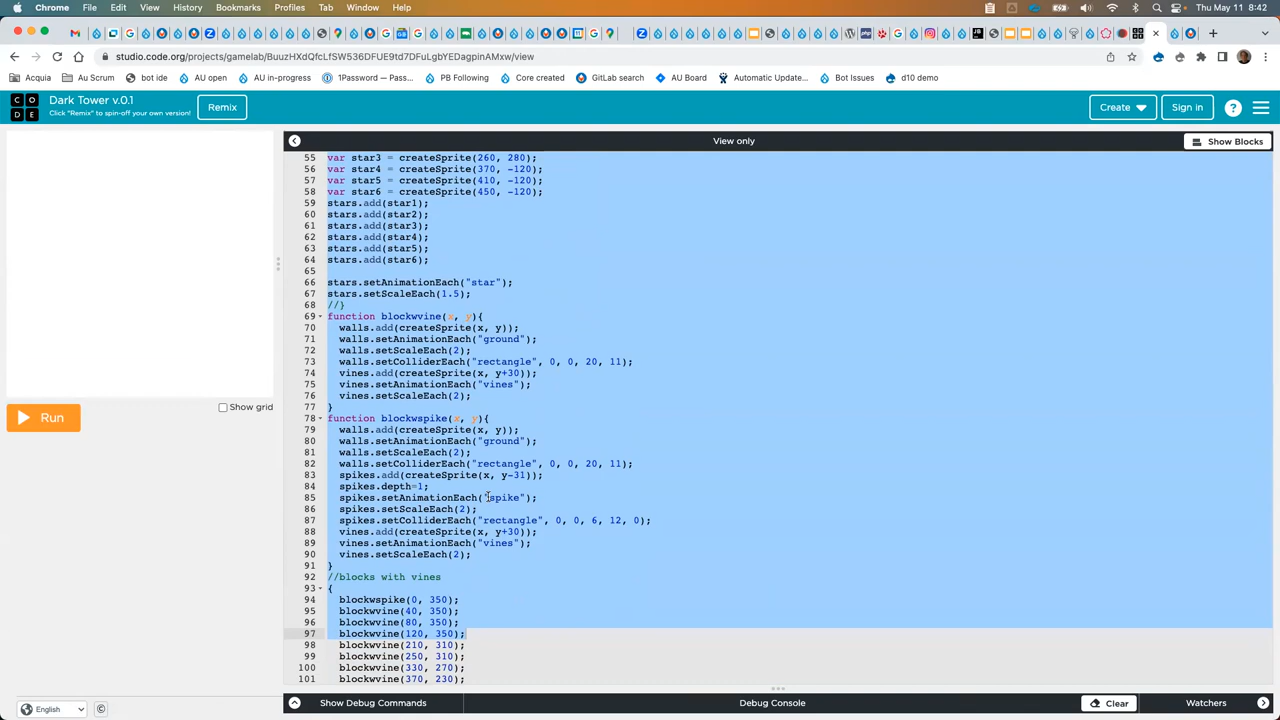 Chrome File Edit View History Bookmarks Profiles Tab Window Help Thu May 11 8:42
studio.code.org/projects/gamelab/BuuzHXdQfcLfSW536DFUE9td7DFuLgbYEDagpinAMxw/view
Acquia Au Scrum bot ide AU open AU in-progress 1Password — Pass... PB Following Core created GitLab search AU Board Automatic Update... Bot Issues d10 demo
C O D E
Dark Tower v.0.1
Click "Remix" to spin-off your own version!
Remix
Create Sign in ?
View only
Show Blocks
55 var star3 = createSprite(260, 280);
56 var star4 = createSprite(370, -120);
57 var star5 = createSprite(410, -120);
58 var star6 = createSprite(450, -120);
59 stars.add(star1);
60 stars.add(star2);
61 stars.add(star3);
62 stars.add(star4);
63 stars.add(star5);
64 stars.add(star6);
65
66 stars.setAnimationEach("star");
67 stars.setScaleEach(1.5);
68 //}
69 function blockwvine(x, y){
70 walls.add(createSprite(x, y));
71 walls.setAnimationEach("ground");
72 walls.setScaleEach(2);
73 walls.setColliderEach("rectangle", 0, 0, 20, 11);
74 vines.add(createSprite(x, y+30));
75 vines.setAnimationEach("vines");
76 vines.setScaleEach(2);
77 }
78 function blockwspike(x, y){
79 walls.add(createSprite(x, y));
80 walls.setAnimationEach("ground");
81 walls.setScaleEach(2);
82 walls.setColliderEach("rectangle", 0, 0, 20, 11);
83 spikes.add(createSprite(x, y-31));
84 spikes.depth=1;
85 spikes.setAnimationEach("spike");
86 spikes.setScaleEach(2);
87 spikes.setColliderEach("rectangle", 0, 0, 6, 12, 0);
88 vines.add(createSprite(x, y+30));
89 vines.setAnimationEach("vines");
90 vines.setScaleEach(2);
91 }
92 //blocks with vines
93 {
94 blockwspike(0, 350);
95 blockwvine(40, 350);
96 blockwvine(80, 350);
97 blockwvine(120, 350);
98 blockwvine(210, 310);
99 blockwvine(250, 310);
100 blockwvine(330, 270);
101 blockwvine(370, 230);
Run
Show grid
English
©
Show Debug Commands
Debug Console
Clear
Watchers